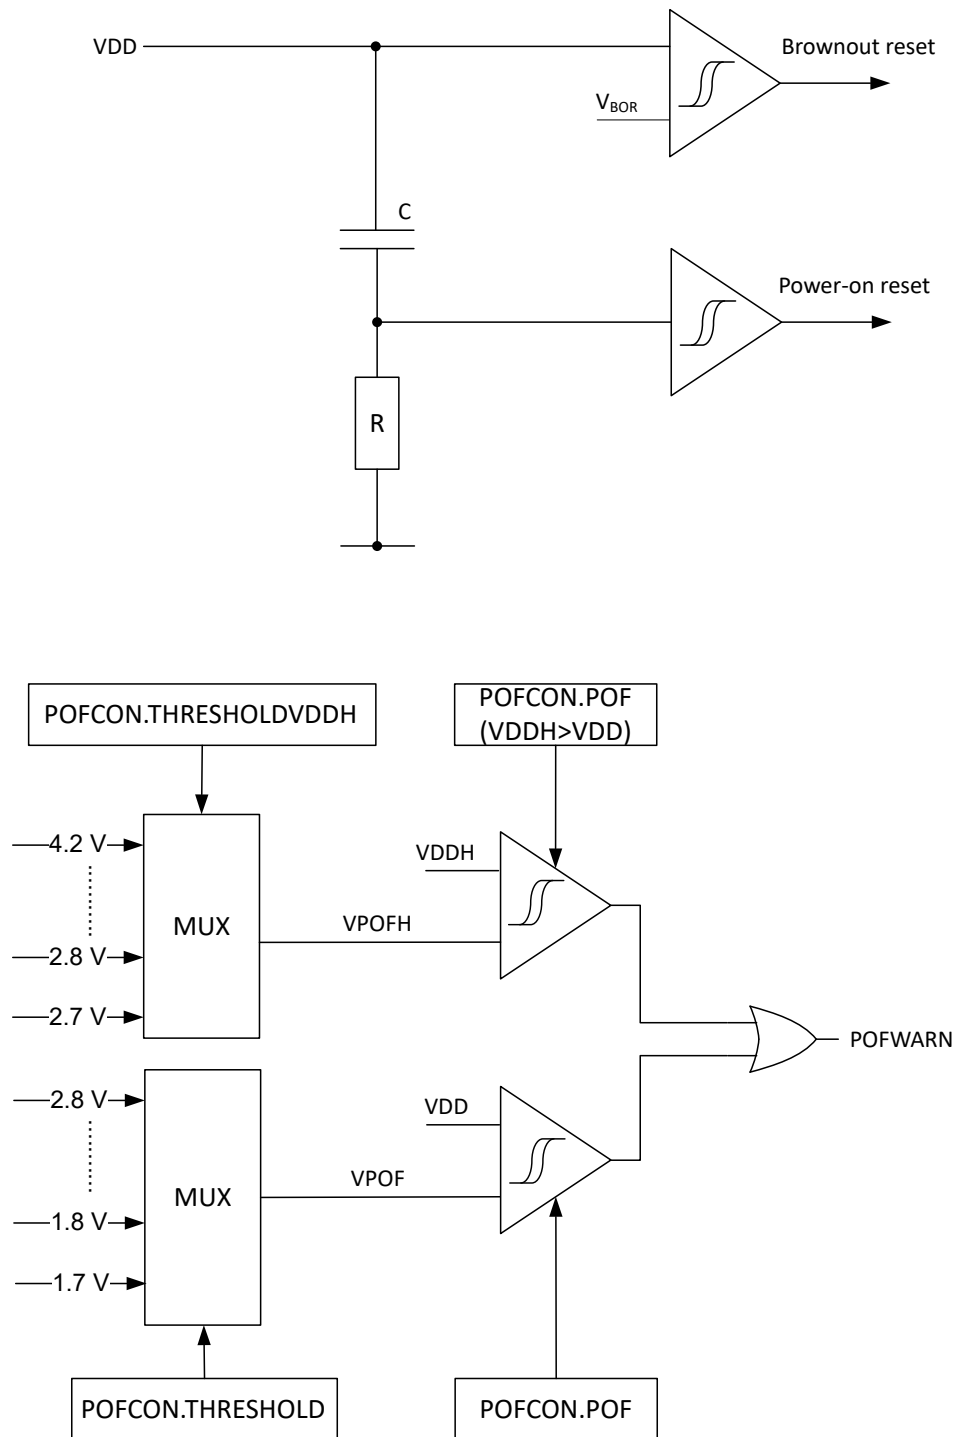 VDD
Brownout reset
VBOR
C
Power-on reset
R
POFCON.THRESHOLDVDDH
POFCON.POF
(VDDH>VDD)
4.2 V
VDDH
MUX
VPOFH
2.8 V
2.7 V
POFWARN
2.8 V
VDD
MUX
VPOF
1.8 V
1.7 V
POFCON.THRESHOLD
POFCON.POF